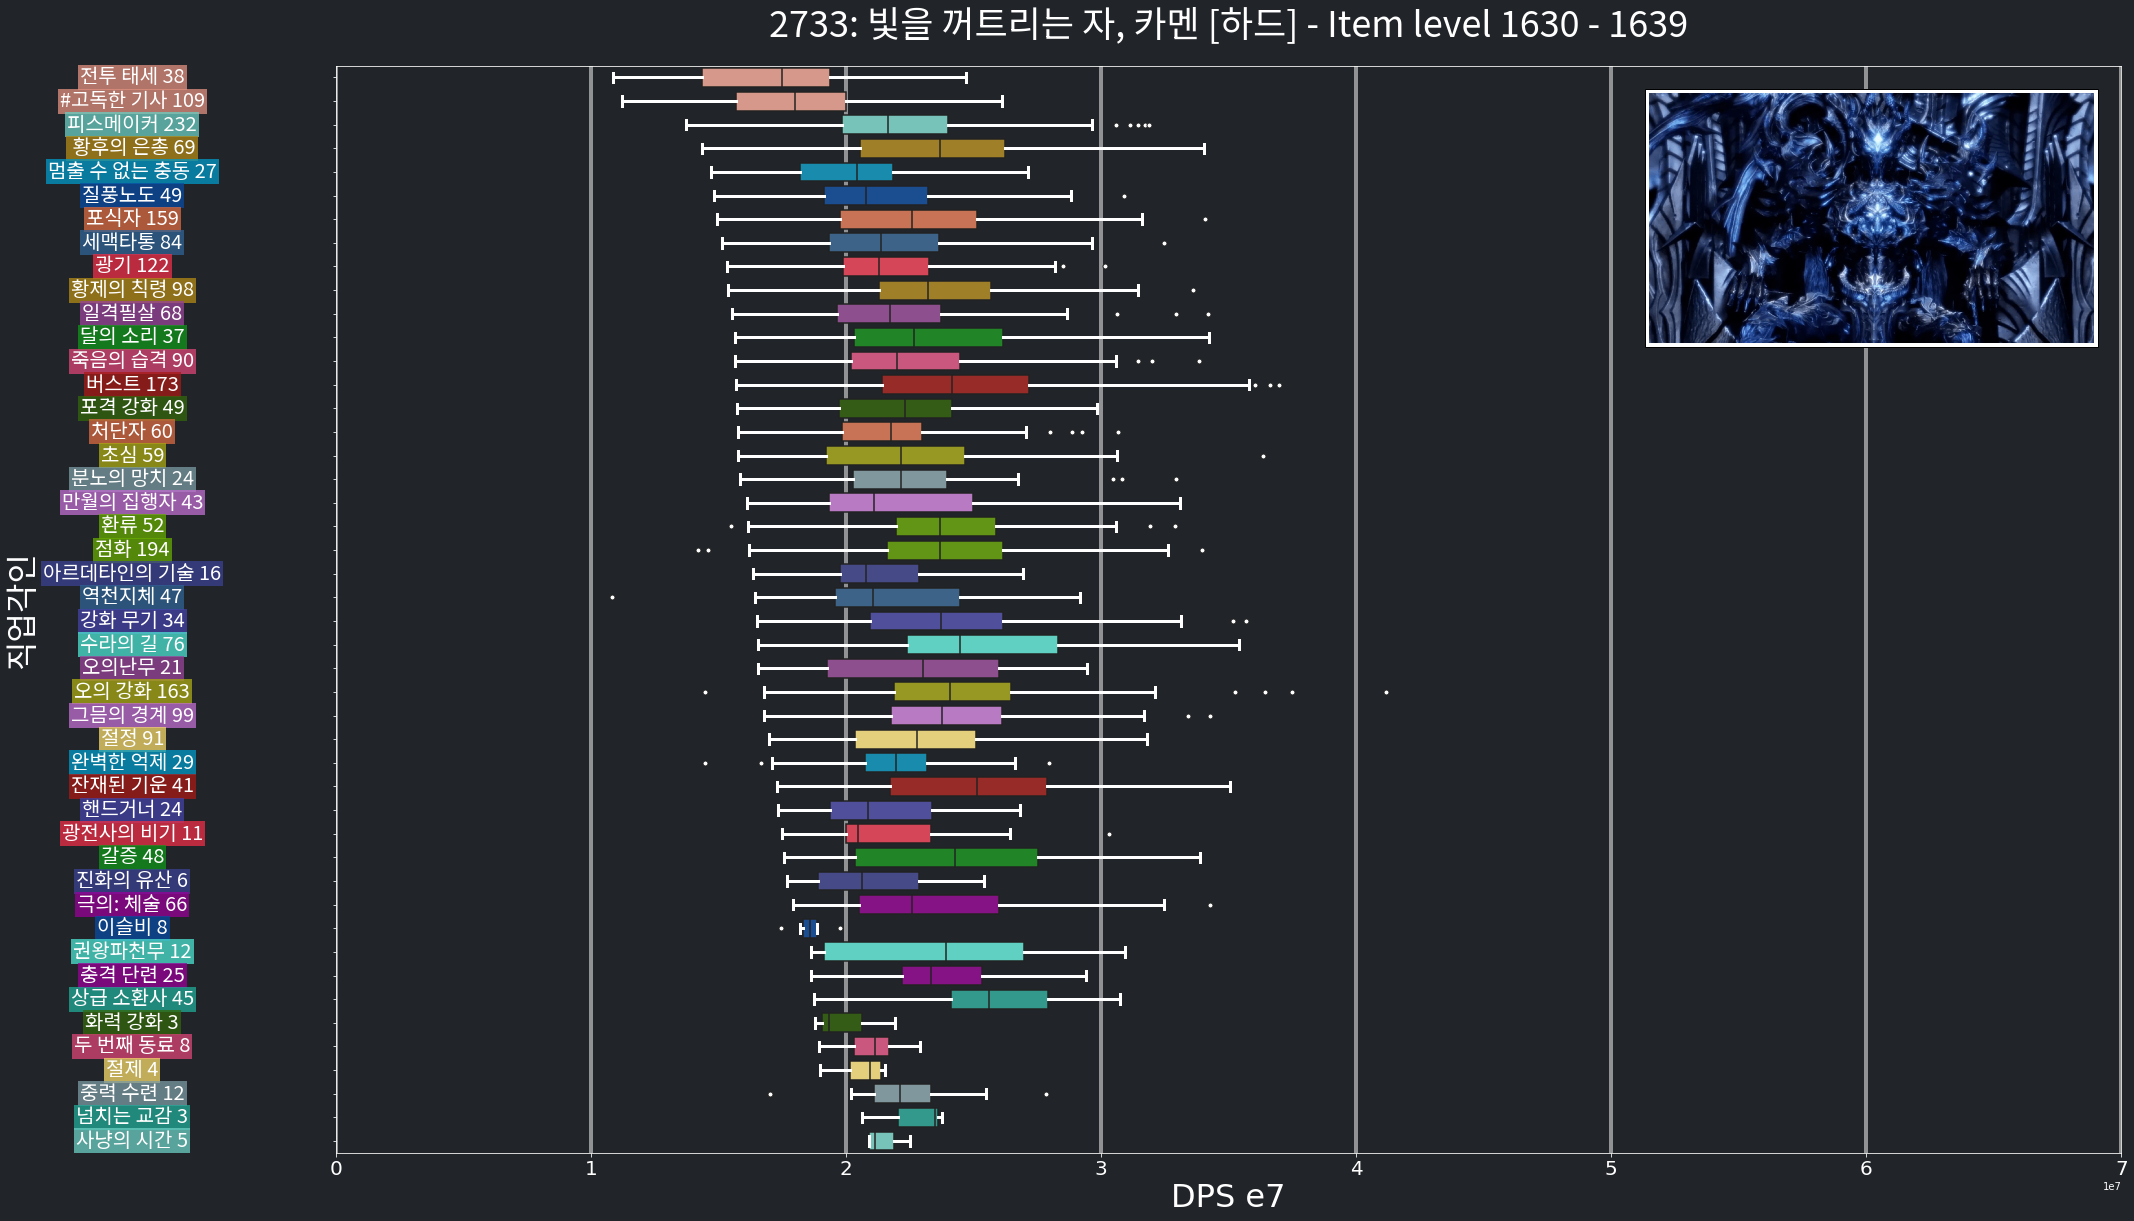 2733: 빛을 꺼트리는 자, 카멘 [하드] - Item level 1630 - 1639
직업각인
전투 태세 38
#고독한 기사 109
피스메이커 232
황후의 은총 69
멈출 수 없는 충동 27
질풍노도 49
포식자 159
세맥타통 84
광기 122
황제의 칙령 98
일격필살 68
달의 소리 37
죽음의 습격 90
버스트 173
포격 강화 49
처단자 60
초심 59
분노의 망치 24
만월의 집행자 43
환류 52
점화 194
아르데타인의 기술 16
역천지체 47
강화 무기 34
수라의 길 76
오의난무 21
오의 강화 163
그믐의 경계 99
절정 91
완벽한 억제 29
잔재된 기운 41
핸드거너 24
광전사의 비기 11
갈증 48
진화의 유산 6
극의: 체술 66
이슬비 8
권왕파천무 12
충격 단련 25
상급 소환사 45
화력 강화 3
두 번째 동료 8
절제 4
중력 수련 12
넘치는 교감 3
사냥의 시간 5
0 1 2 3 4 5 6 7
1e7
DPS e7